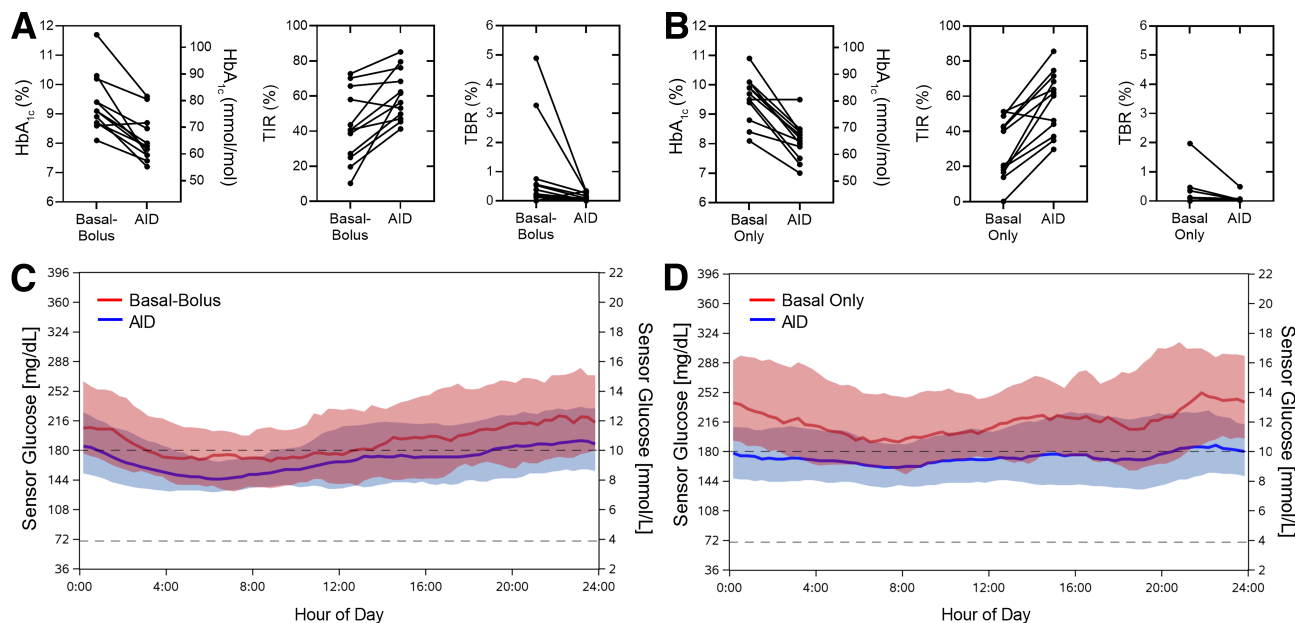 A
HbA1c (%)
12
11
10
9
8
7
6
Basal-
Bolus
AID
100
90
80
70
60
50
HbA1c (mmol/mol)
TIR (%)
100
80
60
40
20
0
Basal-
Bolus
AID
TBR (%)
6
5
4
3
2
1
0
Basal-
Bolus
AID
B
HbA1c (%)
12
11
10
9
8
7
6
Basal
Only
AID
100
90
80
70
60
50
HbA1c (mmol/mol)
TIR (%)
100
80
60
40
20
0
Basal
Only
AID
TBR (%)
6
5
4
3
2
1
0
Basal
Only
AID
C
Sensor Glucose [mg/dL]
396
360
324
288
252
216
180
144
108
72
36
Basal-Bolus
AID
22
20
18
16
14
12
10
8
6
4
2
Sensor Glucose [mmol/L]
0:00 4:00 8:00 12:00 16:00 20:00 24:00
Hour of Day
D
Sensor Glucose [mg/dL]
396
360
324
288
252
216
180
144
108
72
36
Basal Only
AID
22
20
18
16
14
12
10
8
6
4
2
Sensor Glucose [mmol/L]
0:00 4:00 8:00 12:00 16:00 20:00 24:00
Hour of Day